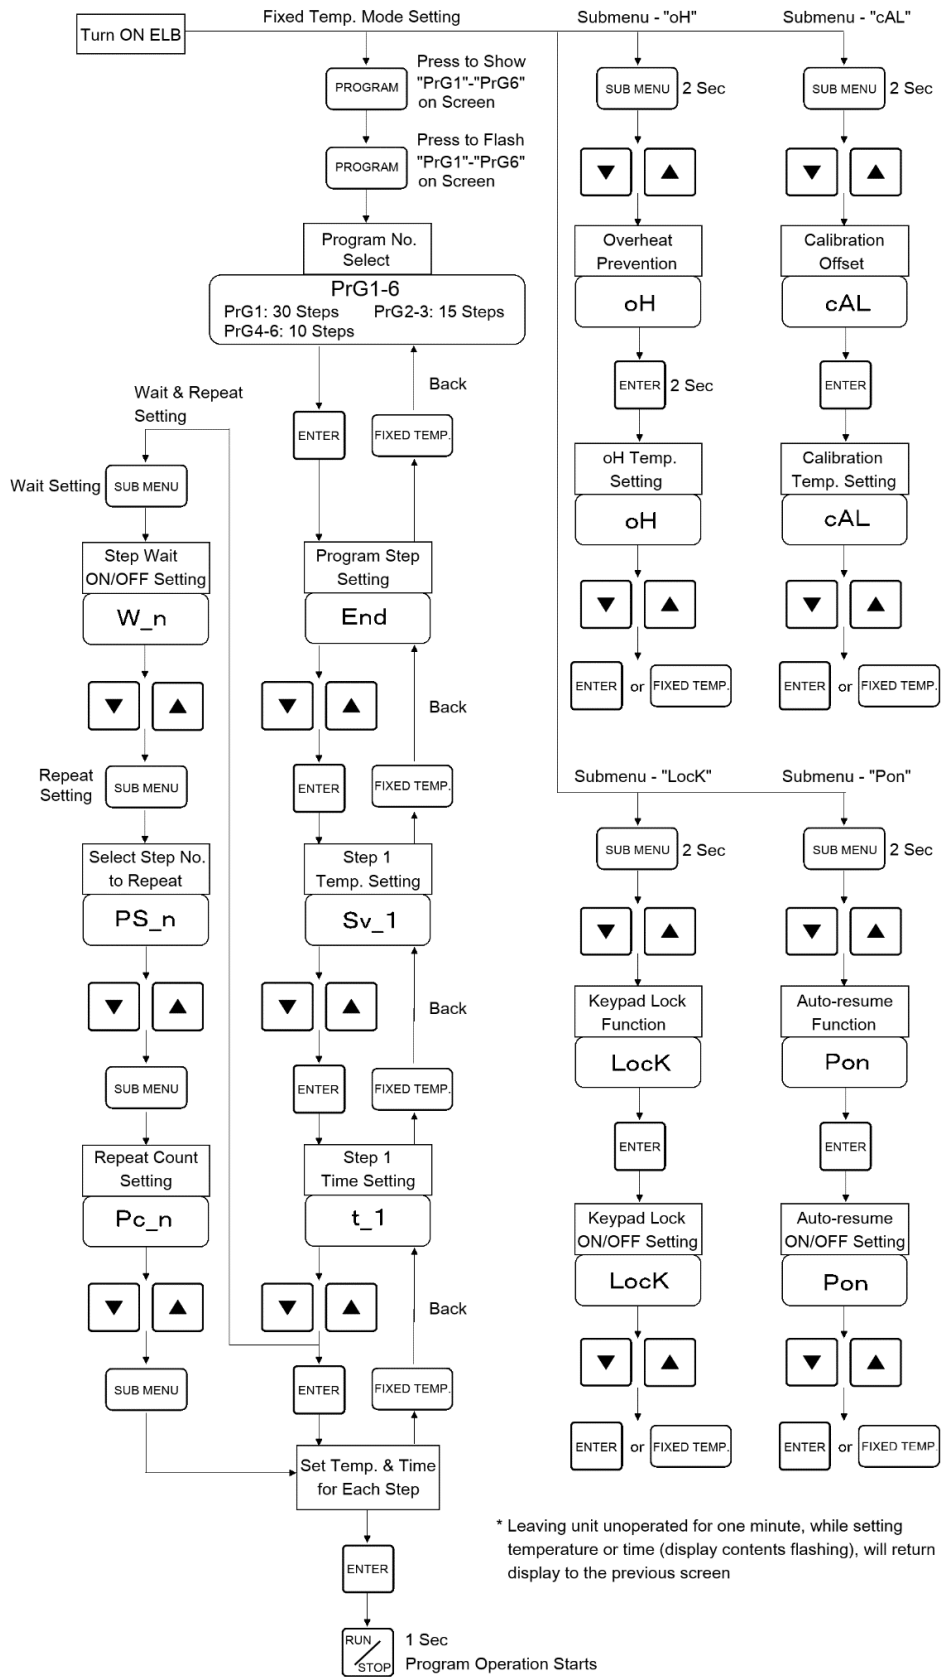 Turn ON ELB
Fixed Temp. Mode Setting
PROGRAM
Press to Show
"PrG1"-"PrG6"
on Screen
PROGRAM
Press to Flash
"PrG1"-"PrG6"
on Screen
Program No.
Select
PrG1-6
PrG1: 30 Steps PrG2-3: 15 Steps
PrG4-6: 10 Steps
Back
ENTER
FIXED TEMP.
Program Step
Setting
End
▼ ▲
Back
ENTER
FIXED TEMP.
Step 1
Temp. Setting
Sv_1
▼ ▲
Back
ENTER
FIXED TEMP.
Step 1
Time Setting
t_1
▼ ▲
Back
ENTER
FIXED TEMP.
Wait & Repeat
Setting
Wait Setting
SUB MENU
Step Wait
ON/OFF Setting
W_n
▼ ▲
Repeat
Setting
SUB MENU
Select Step No.
to Repeat
PS_n
▼ ▲
SUB MENU
Repeat Count
Setting
Pc_n
▼ ▲
SUB MENU
Set Temp. & Time
for Each Step
ENTER
RUN
STOP
1 Sec
Program Operation Starts
Submenu - "oH"
SUB MENU
2 Sec
▼ ▲
Overheat
Prevention
oH
ENTER
2 Sec
oH Temp.
Setting
oH
▼ ▲
ENTER or FIXED TEMP.
Submenu - "cAL"
SUB MENU
2 Sec
▼ ▲
Calibration
Offset
cAL
ENTER
Calibration
Temp. Setting
cAL
▼ ▲
ENTER or FIXED TEMP.
Submenu - "LocK"
SUB MENU
2 Sec
▼ ▲
Keypad Lock
Function
LocK
ENTER
Keypad Lock
ON/OFF Setting
LocK
▼ ▲
ENTER or FIXED TEMP.
Submenu - "Pon"
SUB MENU
2 Sec
▼ ▲
Auto-resume
Function
Pon
ENTER
Auto-resume
ON/OFF Setting
Pon
▼ ▲
ENTER or FIXED TEMP.
* Leaving unit unoperated for one minute, while setting
temperature or time (display contents flashing), will return
display to the previous screen